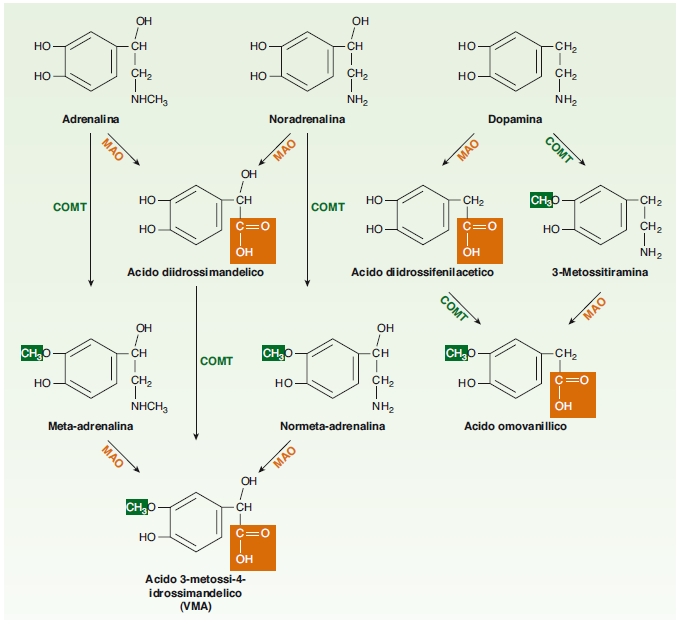 OH
OH
HO
CH
HO
CH
HO
CH₂
HO
CH₂
HO
CH₂
HO
CH₂
NHCH₃
NH₂
NH₂
Adrenalina
Noradrenalina
Dopamina
MAO
MAO
MAO
COMT
OH
COMT
HO
CH
COMT
HO
CH₂
CH₃O
CH₂
HO
C=O
HO
C=O
HO
CH₂
OH
OH
NH₂
Acido diidrossimandelico
Acido diidrossifenilacetico
3-Metossitiramina
COMT
MAO
OH
OH
CH₃O
CH
COMT
CH₃O
CH
CH₃O
CH₂
HO
CH₂
HO
CH₂
HO
C=O
NHCH₃
NH₂
OH
Meta-adrenalina
Normeta-adrenalina
Acido omovanillico
MAO
MAO
OH
CH₃O
CH
HO
C=O
OH
Acido 3-metossi-4-
idrossimandelico
(VMA)